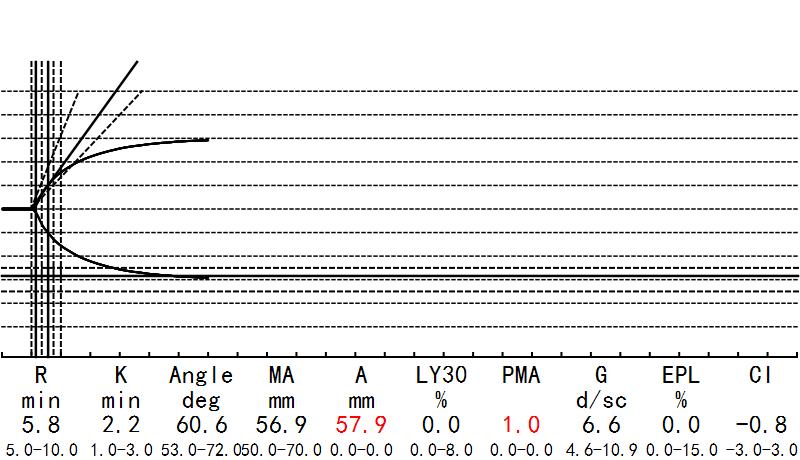 R K Angle MA A LY30 PMA G EPL CI
min min deg mm mm % d/sc %
5.8 2.2 60.6 56.9 57.9 0.0 1.0 6.6 0.0 -0.8
5.0-10.0 1.0-3.0 53.0-72.0 50.0-70.0 0.0-0.0 0.0-8.0 0.0-0.0 4.6-10.9 0.0-15.0 -3.0-3.0